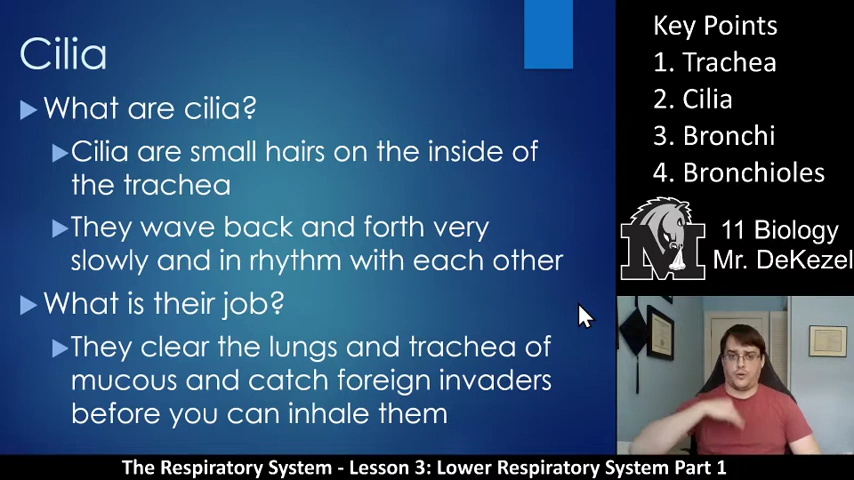 Cilia
What are cilia?
Cilia are small hairs on the inside of
the trachea
They wave back and forth very
slowly and in rhythm with each other
What is their job?
They clear the lungs and trachea of
mucous and catch foreign invaders
before you can inhale them
Key Points
1. Trachea
2. Cilia
3. Bronchi
4. Bronchioles
M
11 Biology
Mr. DeKezel
The Respiratory System - Lesson 3: Lower Respiratory System Part 1